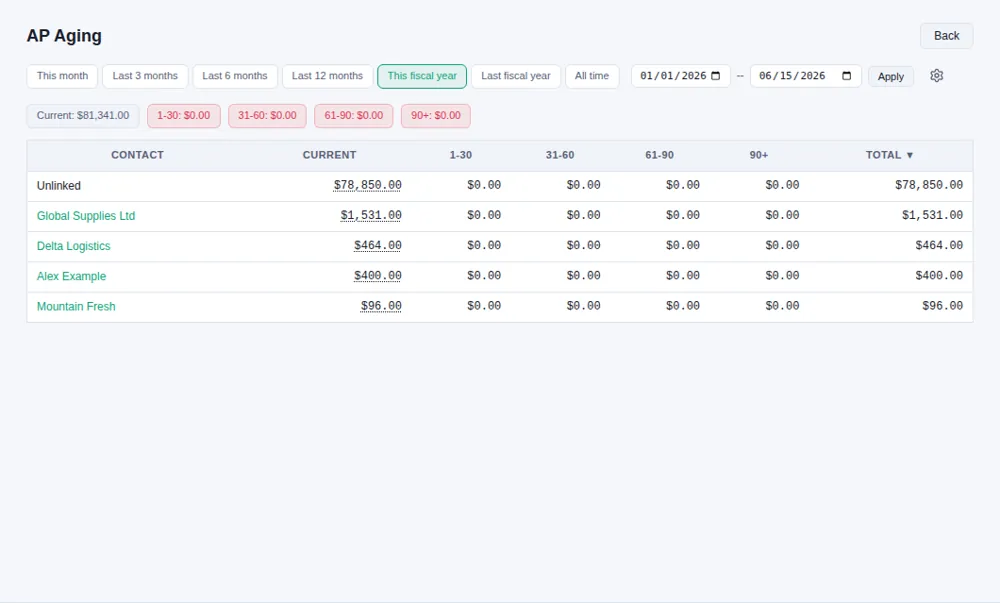 AP Aging
Back
This month Last 3 months Last 6 months Last 12 months This fiscal year Last fiscal year All time 01/01/2026 -- 06/15/2026 Apply
Current: $81,341.00 1-30: $0.00 31-60: $0.00 61-90: $0.00 90+: $0.00
CONTACT CURRENT 1-30 31-60 61-90 90+ TOTAL ▼
Unlinked $78,850.00 $0.00 $0.00 $0.00 $0.00 $78,850.00
Global Supplies Ltd $1,531.00 $0.00 $0.00 $0.00 $0.00 $1,531.00
Delta Logistics $464.00 $0.00 $0.00 $0.00 $0.00 $464.00
Alex Example $400.00 $0.00 $0.00 $0.00 $0.00 $400.00
Mountain Fresh $96.00 $0.00 $0.00 $0.00 $0.00 $96.00